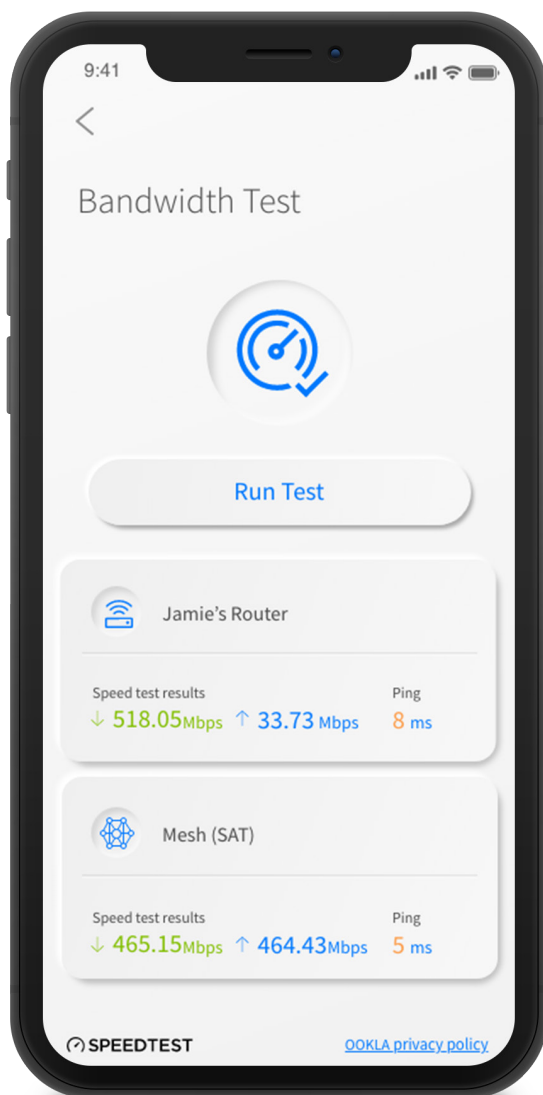 9:41
Bandwidth Test
Run Test
Jamie’s Router
Speed test results Ping
↓ 518.05Mbps ↑ 33.73 Mbps 8 ms
Mesh (SAT)
Speed test results Ping
↓ 465.15Mbps ↑ 464.43Mbps 5 ms
SPEEDTEST OOKLA privacy policy